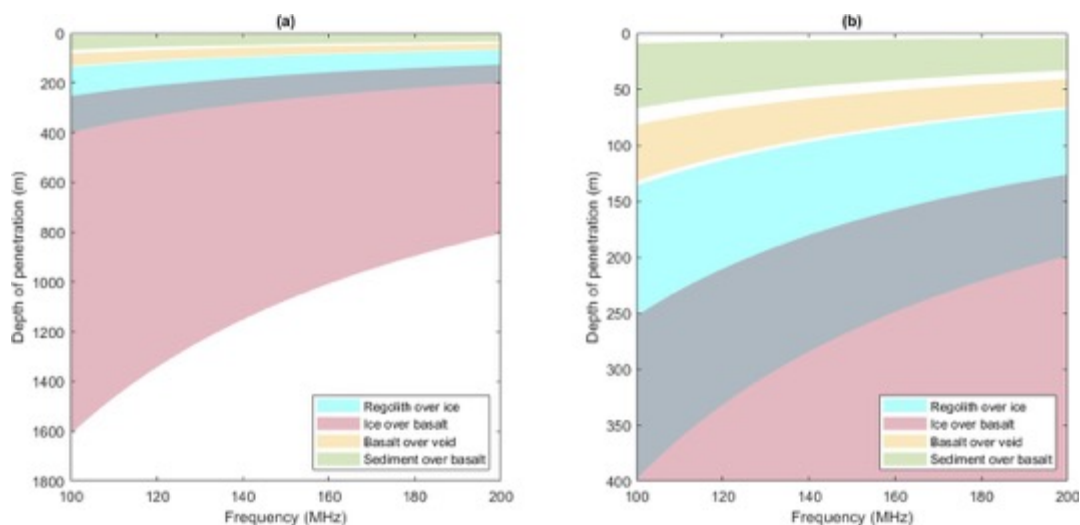 (a)
Depth of penetration (m)
0
200
400
600
800
1000
1200
1400
1600
1800
100
120
140
160
180
200
Frequency (MHz)
Regolith over ice
Ice over basalt
Basalt over void
Sediment over basalt
(b)
Depth of penetration (m)
0
50
100
150
200
250
300
350
400
100
120
140
160
180
200
Frequency (MHz)
Regolith over ice
Ice over basalt
Basalt over void
Sediment over basalt